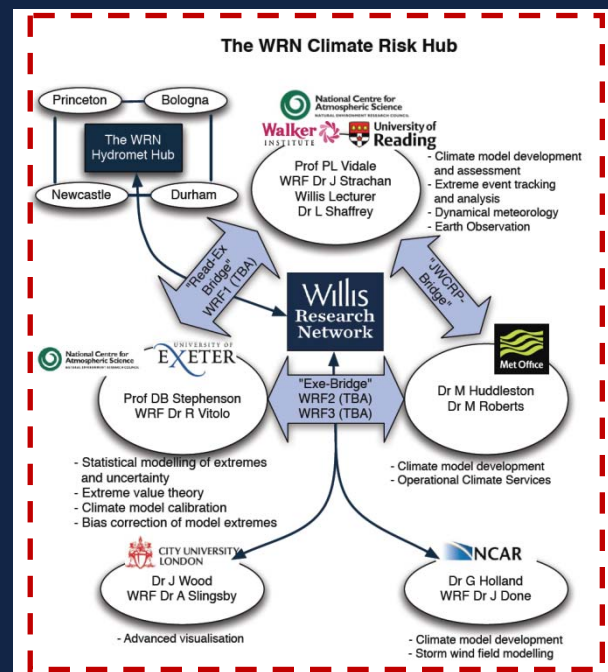 The WRN Climate Risk Hub
Princeton
Bologna
The WRN
Hydromet Hub
Newcastle
Durham
National Centre for
Atmospheric Science
NATURAL ENVIRONMENT RESEARCH COUNCIL
Walker
INSTITUTE
University of
Reading
Prof PL Vidale
WRF Dr J Strachan
Willis Lecturer
Dr L Shaffrey
- Climate model development
and assessment
- Extreme event tracking
and analysis
- Dynamical meteorology
- Earth Observation
"Read-Ex
Bridge"
WRF1 (TBA)
"JWCRP-
Bridge"
Willis
Research
Network
National Centre for
Atmospheric Science
UNIVERSITY OF
EXETER
Prof DB Stephenson
WRF Dr R Vitolo
"Exe-Bridge"
WRF2 (TBA)
WRF3 (TBA)
Met Office
Dr M Huddleston
Dr M Roberts
- Statistical modelling of extremes
and uncertainty
- Extreme value theory
- Climate model calibration
- Bias correction of model extremes
- Climate model development
- Operational Climate Services
CITY UNIVERSITY
LONDON
Dr J Wood
WRF Dr A Slingsby
- Advanced visualisation
NCAR
Dr G Holland
WRF Dr J Done
- Climate model development
- Storm wind field modelling